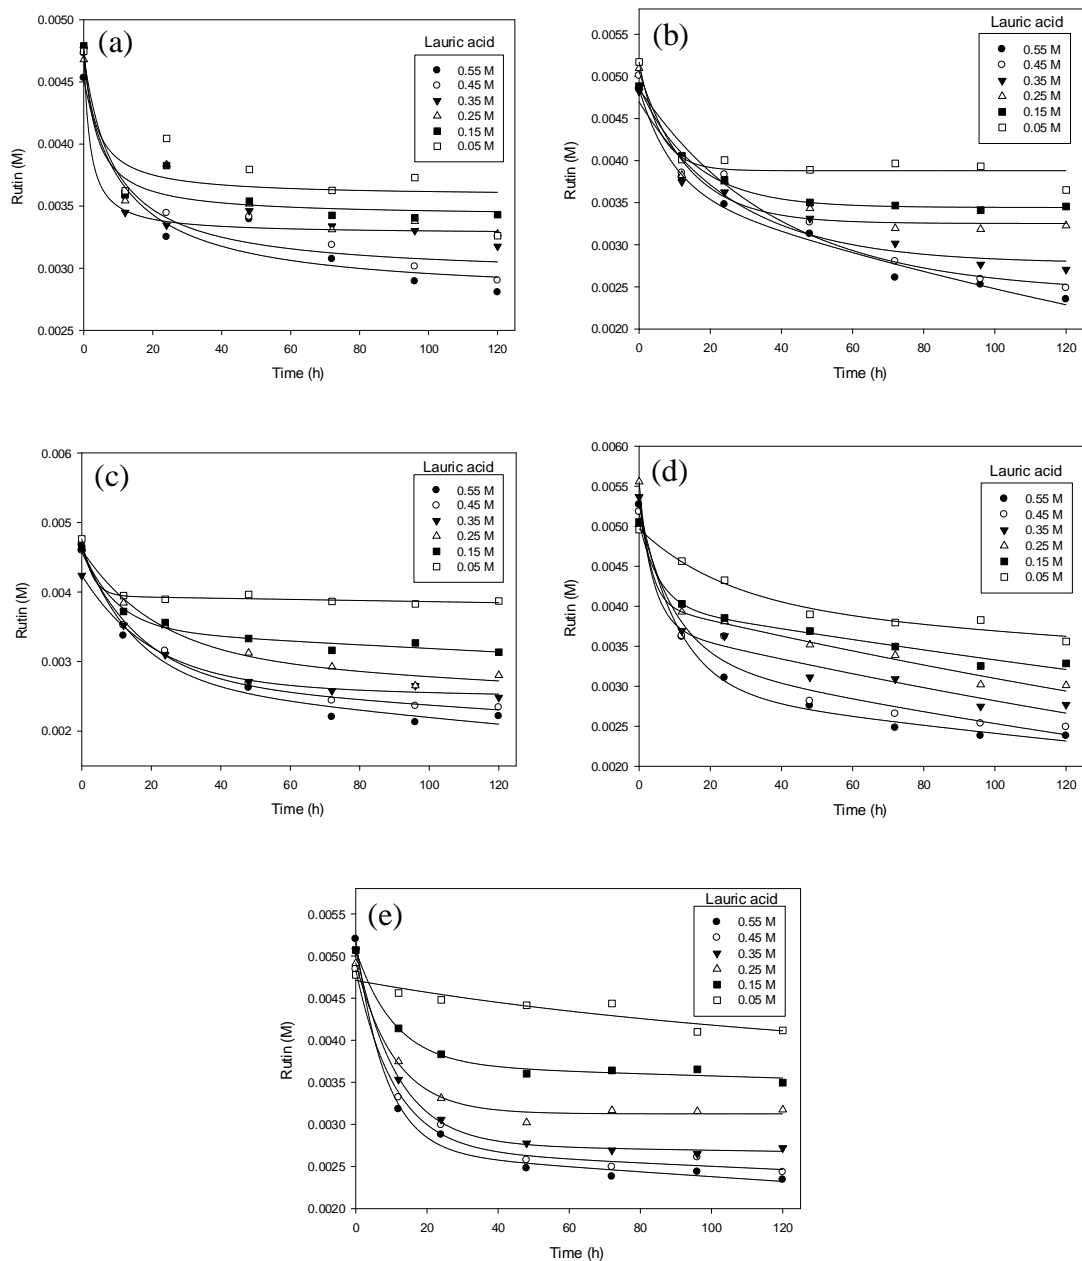 (a)
Lauric acid
0.55 M
0.45 M
0.35 M
0.25 M
0.15 M
0.05 M
Rutin (M)
0.0050
0.0045
0.0040
0.0035
0.0030
0.0025
0 20 40 60 80 100 120
Time (h)
(b)
Lauric acid
0.55 M
0.45 M
0.35 M
0.25 M
0.15 M
0.05 M
Rutin (M)
0.0055
0.0050
0.0045
0.0040
0.0035
0.0030
0.0025
0.0020
0 20 40 60 80 100 120
Time (h)
(c)
Lauric acid
0.55 M
0.45 M
0.35 M
0.25 M
0.15 M
0.05 M
Rutin (M)
0.006
0.005
0.004
0.003
0.002
0 20 40 60 80 100 120
Time (h)
(d)
Lauric acid
0.55 M
0.45 M
0.35 M
0.25 M
0.15 M
0.05 M
Rutin (M)
0.0060
0.0055
0.0050
0.0045
0.0040
0.0035
0.0030
0.0025
0.0020
0 20 40 60 80 100 120
Time (h)
(e)
Lauric acid
0.55 M
0.45 M
0.35 M
0.25 M
0.15 M
0.05 M
Rutin (M)
0.0055
0.0050
0.0045
0.0040
0.0035
0.0030
0.0025
0.0020
0 20 40 60 80 100 120
Time (h)